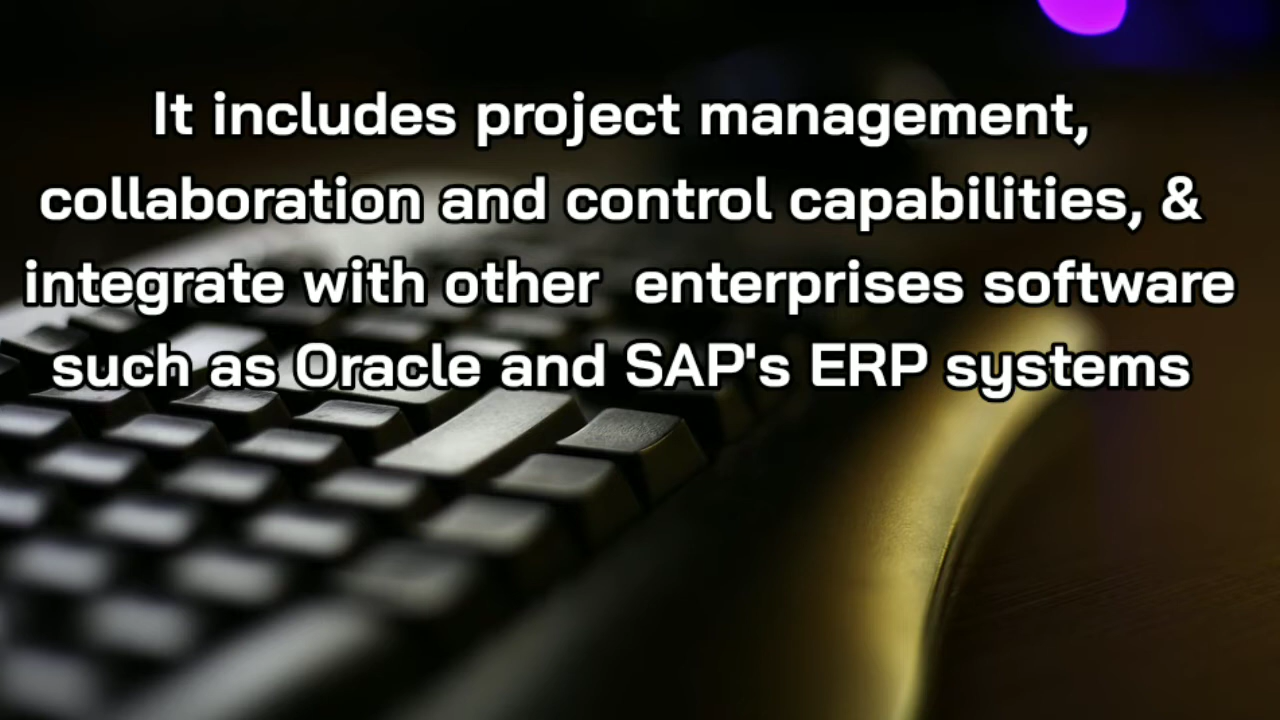 It includes project management,
collaboration and control capabilities, &
integrate with other  enterprises software
such as Oracle and SAP's ERP systems